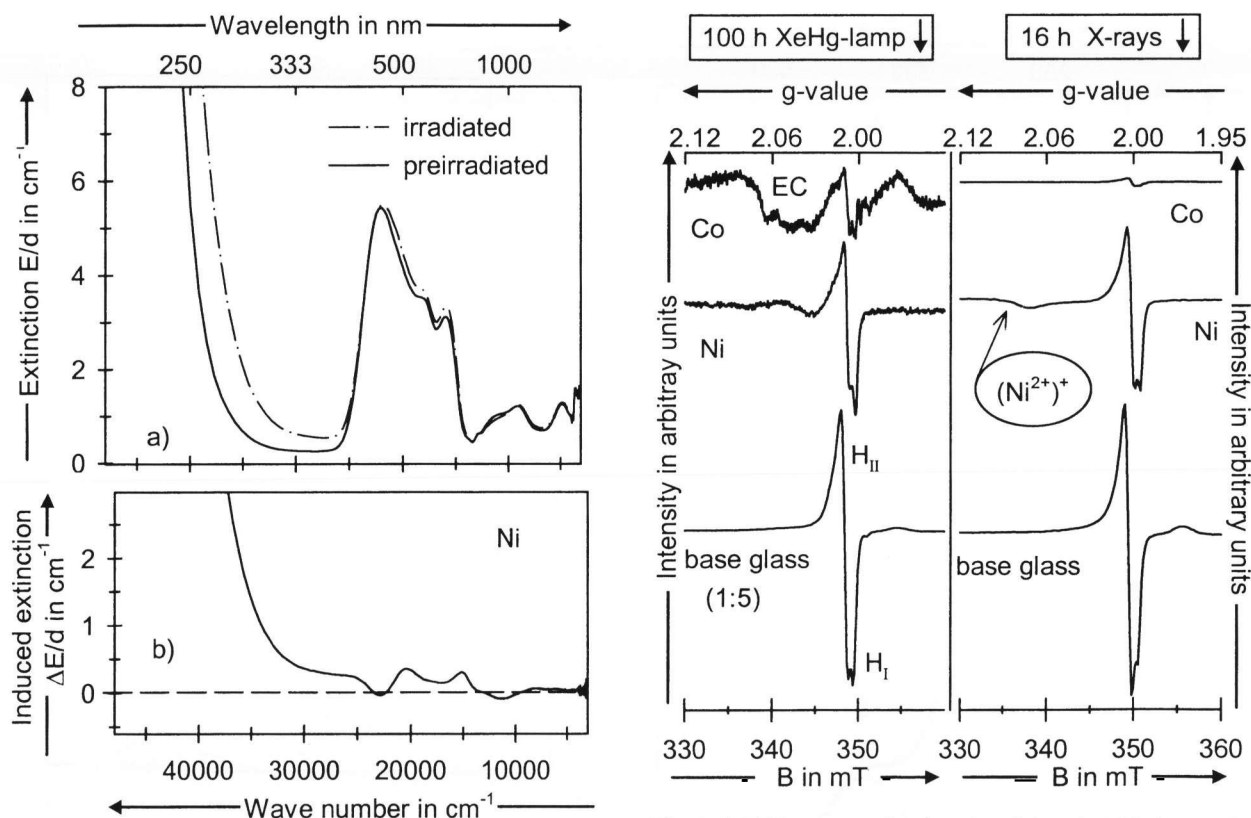 Wavelength in nm
250 333 500 1000
8
6
4
2
0
Extinction E/d in cm⁻¹
irradiated
preirradiated
a)
2
1
0
Induced extinction
ΔE/d in cm⁻¹
Ni
b)
40000 30000 20000 10000
Wave number in cm⁻¹
100 h XeHg-lamp
g-value
2.12 2.06 2.00
Intensity in arbitray units
EC
Co
Ni
H_II
base glass
(1:5)
H_I
330 340 350
B in mT
16 h X-rays
g-value
2.12 2.06 2.00 1.95
Co
Ni
(Ni²⁺)⁺
base glass
Intensity in arbitrary units
330 340 350 360
B in mT